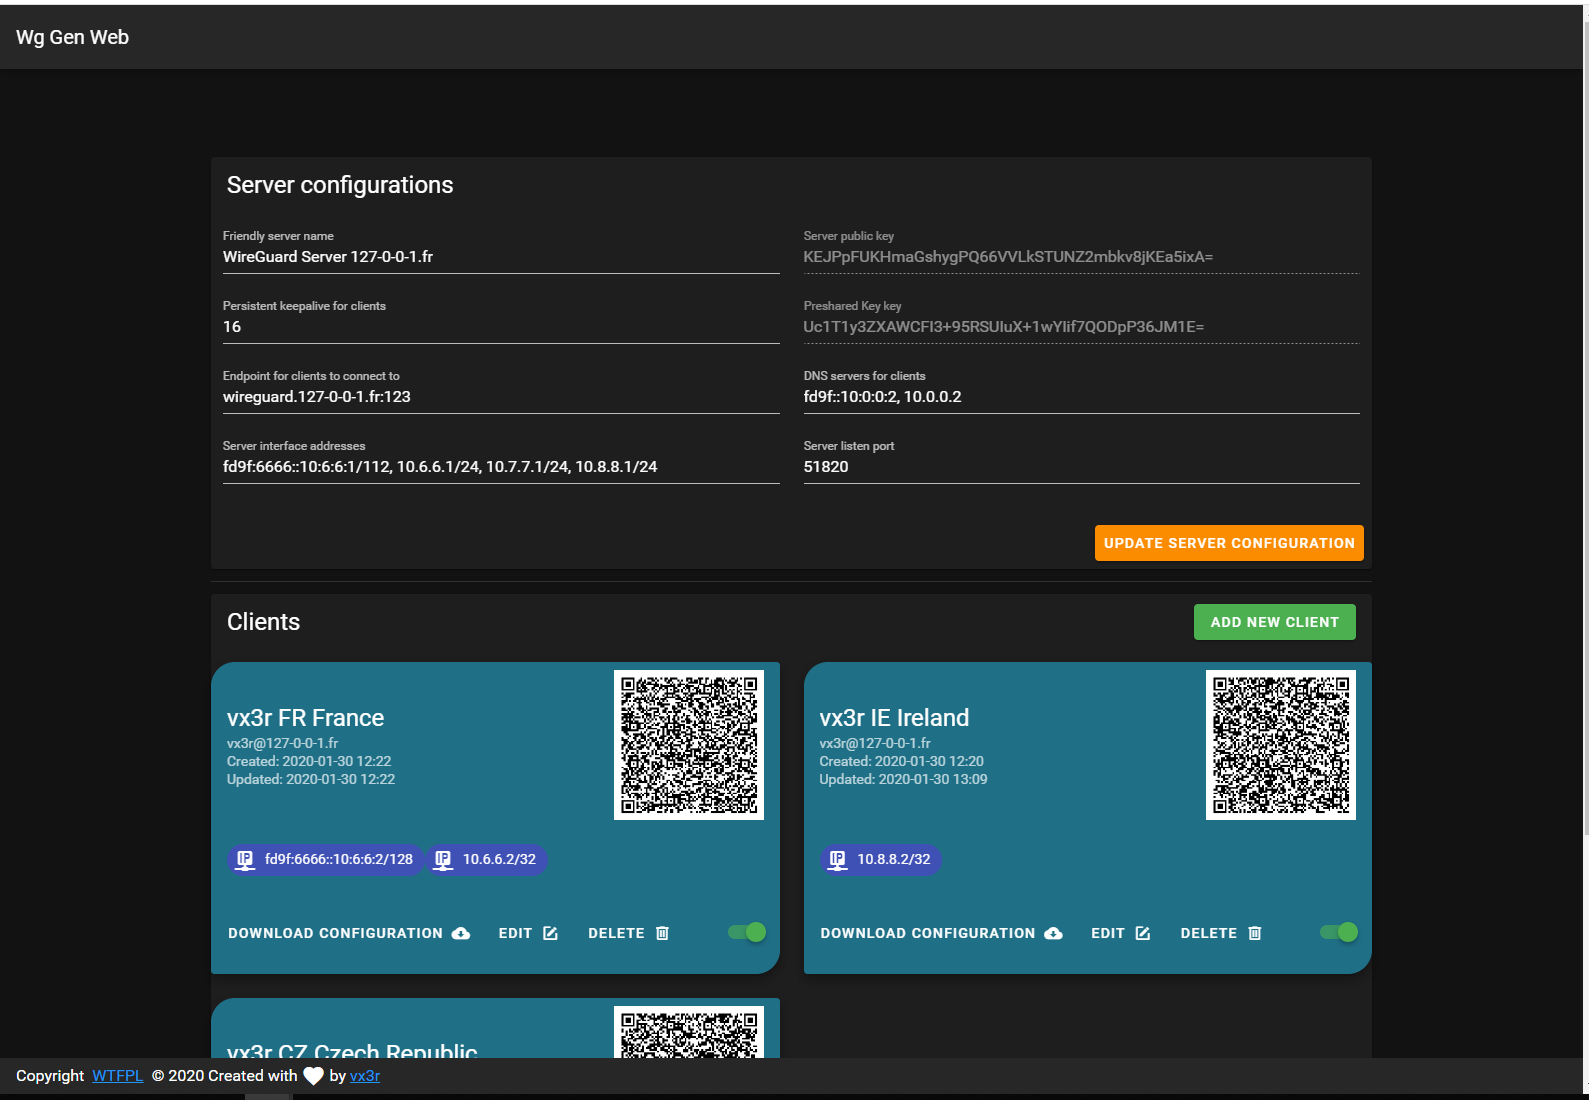 Wg Gen Web
Server configurations
Friendly server name
WireGuard Server 127-0-0-1.fr
Server public key
KEJPpFUKHmaGshygPQ66VVLkSTUNZ2mbkv8jKEa5ixA=
Persistent keepalive for clients
16
Preshared Key key
Uc1T1y3ZXAWCFI3+95RSUIuX+1wYIif7QODpP36JM1E=
Endpoint for clients to connect to
wireguard.127-0-0-1.fr:123
DNS servers for clients
fd9f::10:0:0:2, 10.0.0.2
Server interface addresses
fd9f:6666::10:6:6:1/112, 10.6.6.1/24, 10.7.7.1/24, 10.8.8.1/24
Server listen port
51820
UPDATE SERVER CONFIGURATION
Clients
ADD NEW CLIENT
vx3r FR France
vx3r@127-0-0-1.fr
Created: 2020-01-30 12:22
Updated: 2020-01-30 12:22
IP fd9f:6666::10:6:6:2/128
IP 10.6.6.2/32
DOWNLOAD CONFIGURATION
EDIT
DELETE
vx3r IE Ireland
vx3r@127-0-0-1.fr
Created: 2020-01-30 12:20
Updated: 2020-01-30 13:09
IP 10.8.8.2/32
DOWNLOAD CONFIGURATION
EDIT
DELETE
vx3r CZ Czech Republic
Copyright WTFPL © 2020 Created with by vx3r